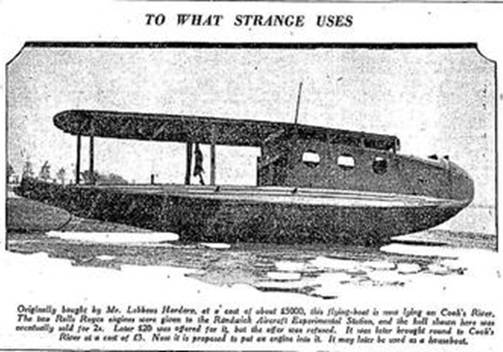 TO WHAT STRANGE USES
Originally bought by Mr. Lebbeus Hordern, at a cost of about £5000, this flying-boat is now lying on Cook's River.
The two Rolls Royce engines were given to the Randwick Aircraft Experimental Station, and the hull shown here was
eventually sold for 2s. Later £20 was offered for it, but the offer was refused. It was later brought round to Cook's
River at a cost of £5. Now it is proposed to put an engine into it. It may later be used as a houseboat.